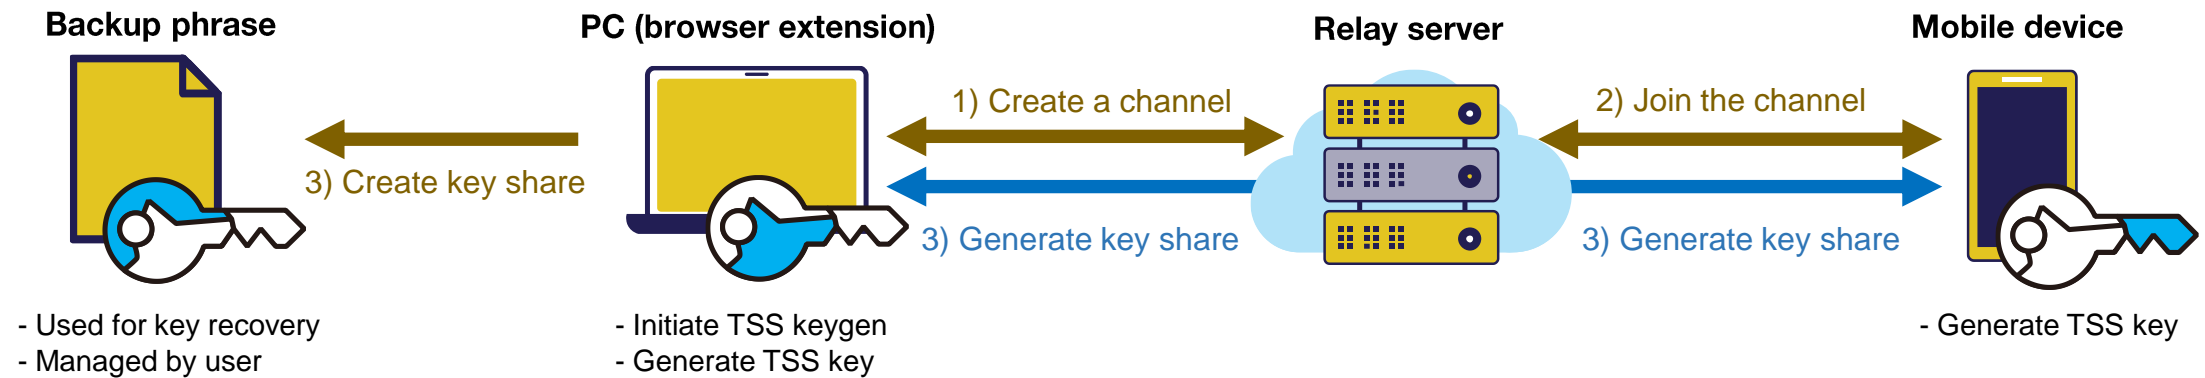 Backup phrase
PC (browser extension)
Relay server
Mobile device
1) Create a channel
2) Join the channel
3) Create key share
3) Generate key share
3) Generate key share
- Used for key recovery
- Managed by user
- Initiate TSS keygen
- Generate TSS key
- Generate TSS key